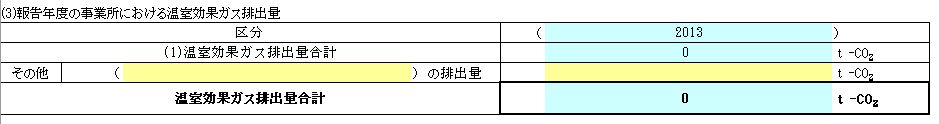 (3)報告年度の事業所における温室効果ガス排出量
区分 ( 2013 )
(1)温室効果ガス排出量合計 0 t -CO2
その他 ( ) の排出量 t -CO2
温室効果ガス排出量合計 0 t -CO2